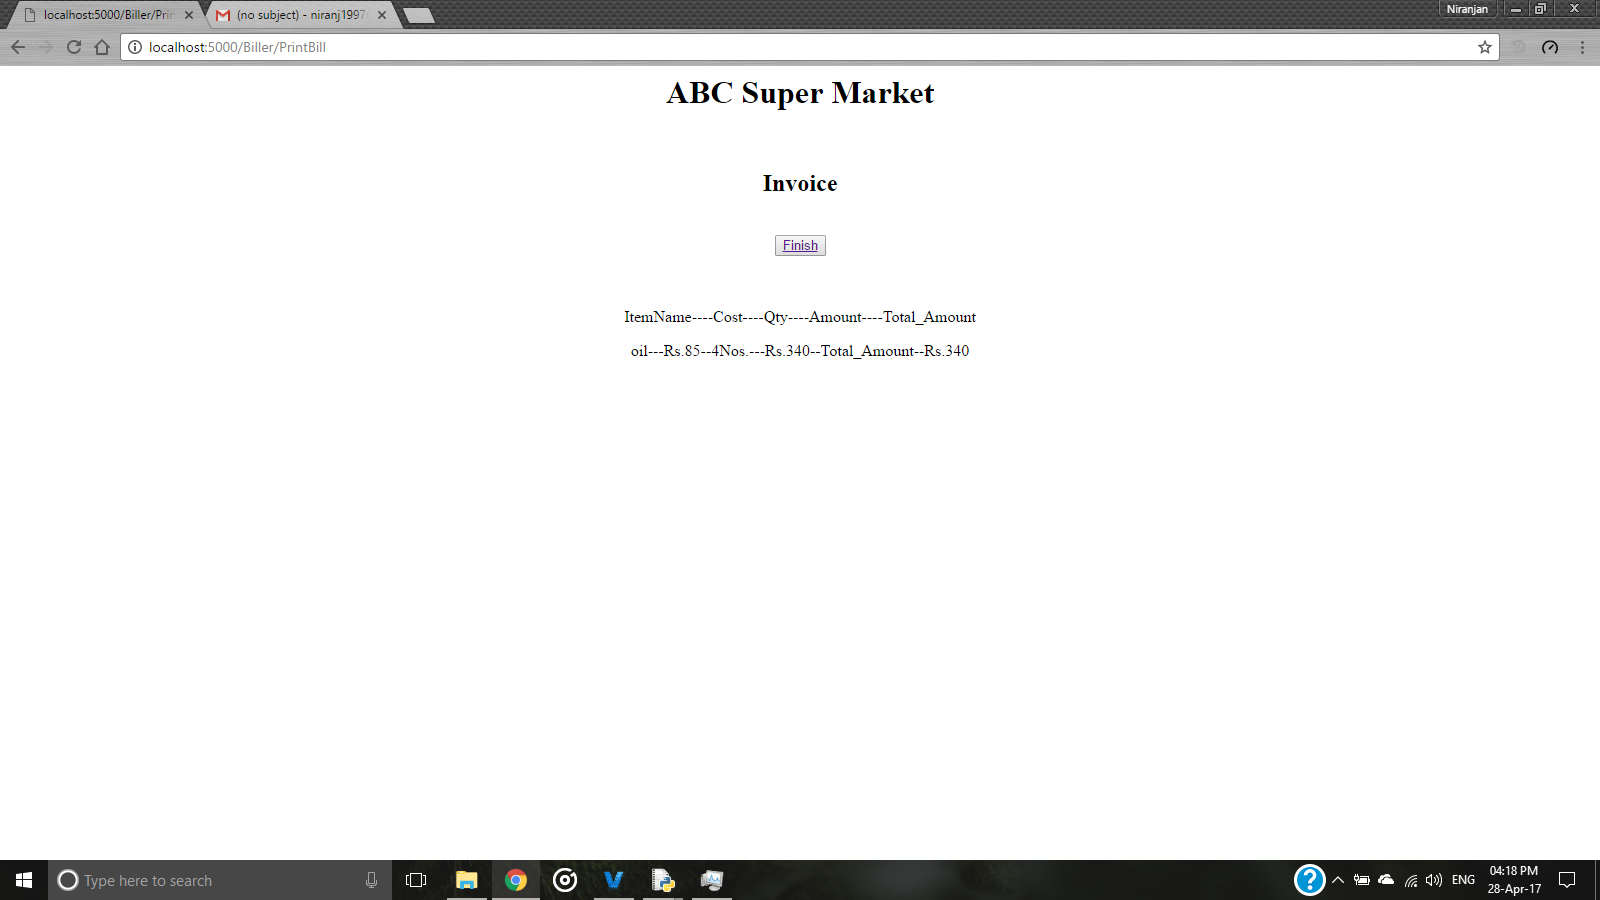 localhost:5000/Biller/Prin
(no subject) - niranj1997
Niranjan
localhost:5000/Biller/PrintBill
ABC Super Market
Invoice
Finish
ItemName----Cost----Qty----Amount----Total_Amount
oil---Rs.85--4Nos.---Rs.340--Total_Amount--Rs.340
Type here to search
ENG
04:18 PM
28-Apr-17